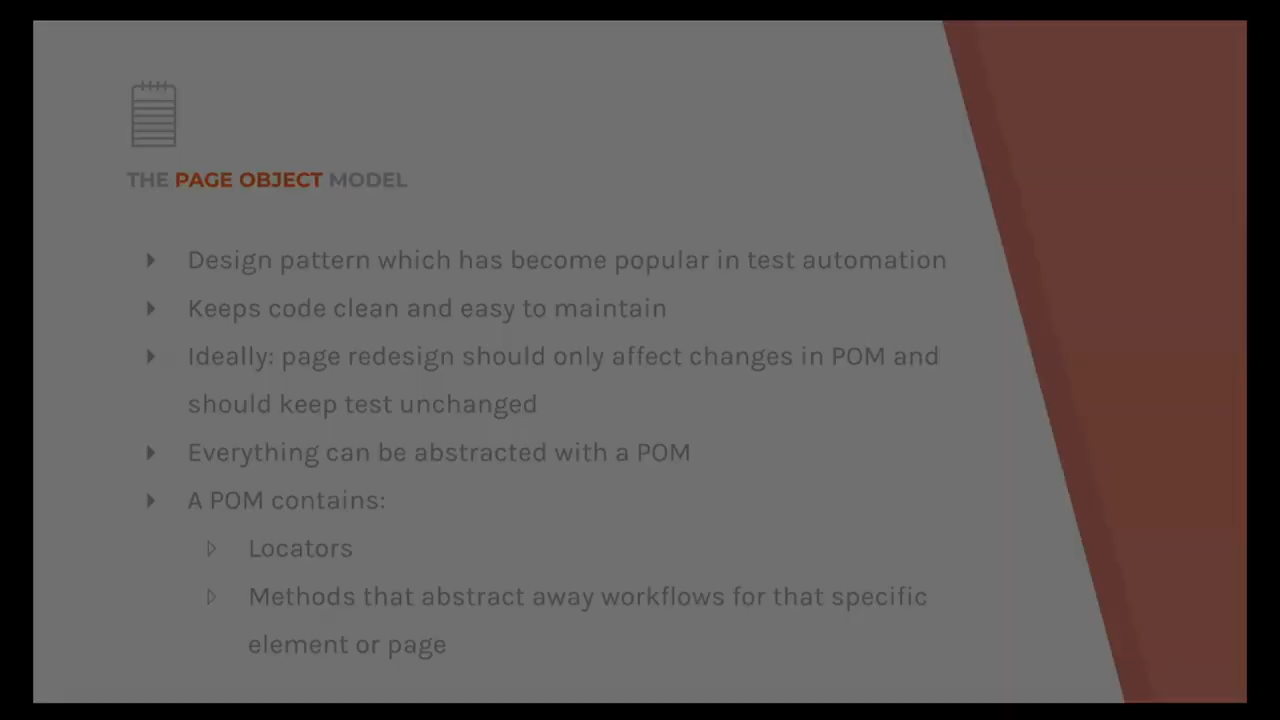 THE PAGE OBJECT MODEL
Design pattern which has become popular in test automation
Keeps code clean and easy to maintain
Ideally: page redesign should only affect changes in POM and
should keep test unchanged
Everything can be abstracted with a POM
A POM contains:
Locators
Methods that abstract away workflows for that specific
element or page